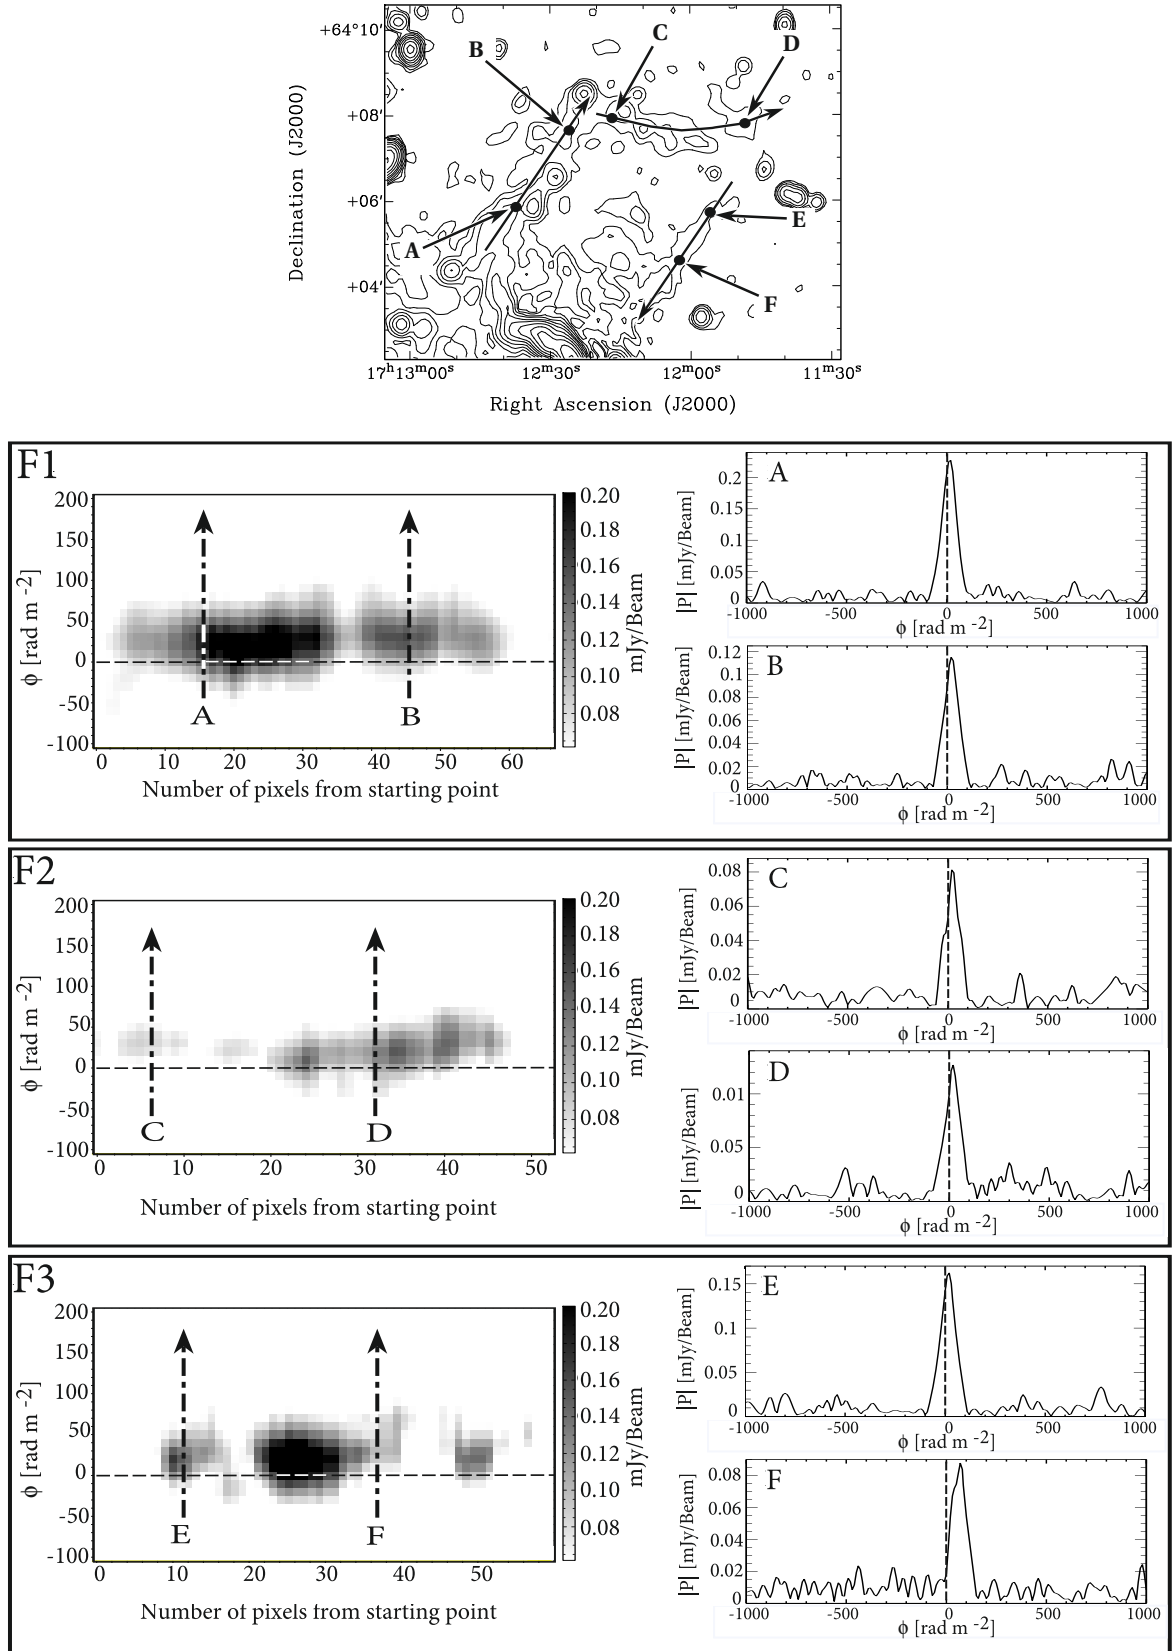 +64°10′
+08′
+06′
+04′
Declination (J2000)
A
B
C
D
E
F
17ʰ13ᵐ00ˢ 12ᵐ30ˢ 12ᵐ00ˢ 11ᵐ30ˢ
Right Ascension (J2000)
F1
200
150
100
50
0
-50
-100
ϕ [rad m -2]
A B
0 10 20 30 40 50 60
Number of pixels from starting point
0.20
0.18
0.16
0.14
0.12
0.10
0.08
mJy/Beam
A
0.2
0.15
0.1
0.05
0
|P| [mJy/Beam]
-1000 -500 0 500 1000
ϕ [rad m -2]
B
0.12
0.1
0.08
0.06
0.04
0.02
0
|P| [mJy/Beam]
-1000 -500 0 500 1000
ϕ [rad m -2]
F2
200
150
100
50
0
-50
-100
ϕ [rad m -2]
C D
0 10 20 30 40 50
Number of pixels from starting point
0.20
0.18
0.16
0.14
0.12
0.10
0.08
mJy/Beam
C
0.08
0.06
0.04
0.02
0
|P| [mJy/Beam]
-1000 -500 0 500 1000
ϕ [rad m -2]
D
0.01
0.05
0
|P| [mJy/Beam]
-1000 -500 0 500 1000
ϕ [rad m -2]
F3
200
150
100
50
0
-50
-100
ϕ [rad m -2]
E F
0 10 20 30 40 50
Number of pixels from starting point
0.20
0.18
0.16
0.14
0.12
0.10
0.08
mJy/Beam
E
0.15
0.1
0.05
0
|P| [mJy/Beam]
-1000 -500 0 500 1000
ϕ [rad m -2]
F
0.08
0.06
0.04
0.02
0
|P| [mJy/Beam]
-1000 -500 0 500 1000
ϕ [rad m -2]